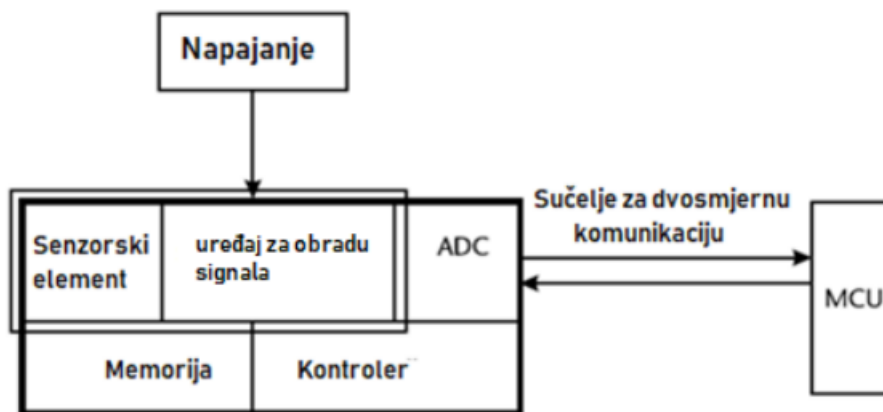 Napajanje
Sučelje za dvosmjernu
komunikaciju
Senzorski
element
uređaj za obradu
signala
ADC
MCU
Memorija
Kontroler